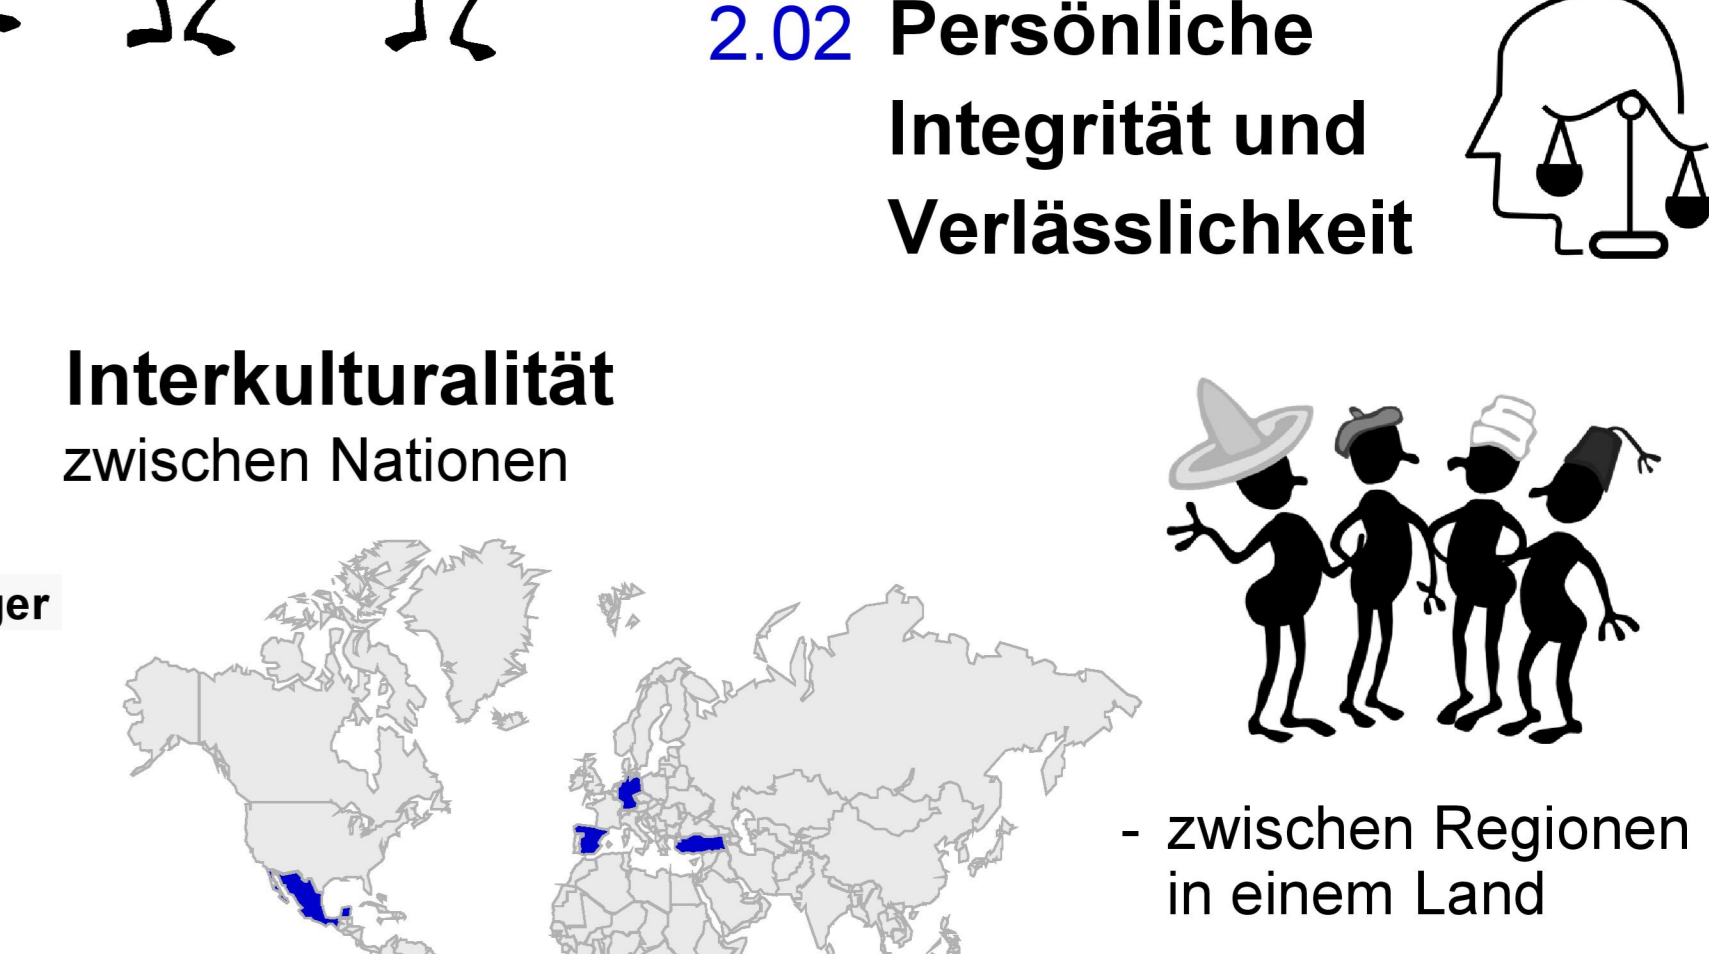 2.02 Persönliche
Integrität und
Verlässlichkeit
Interkulturalität
zwischen Nationen
- zwischen Regionen
in einem Land